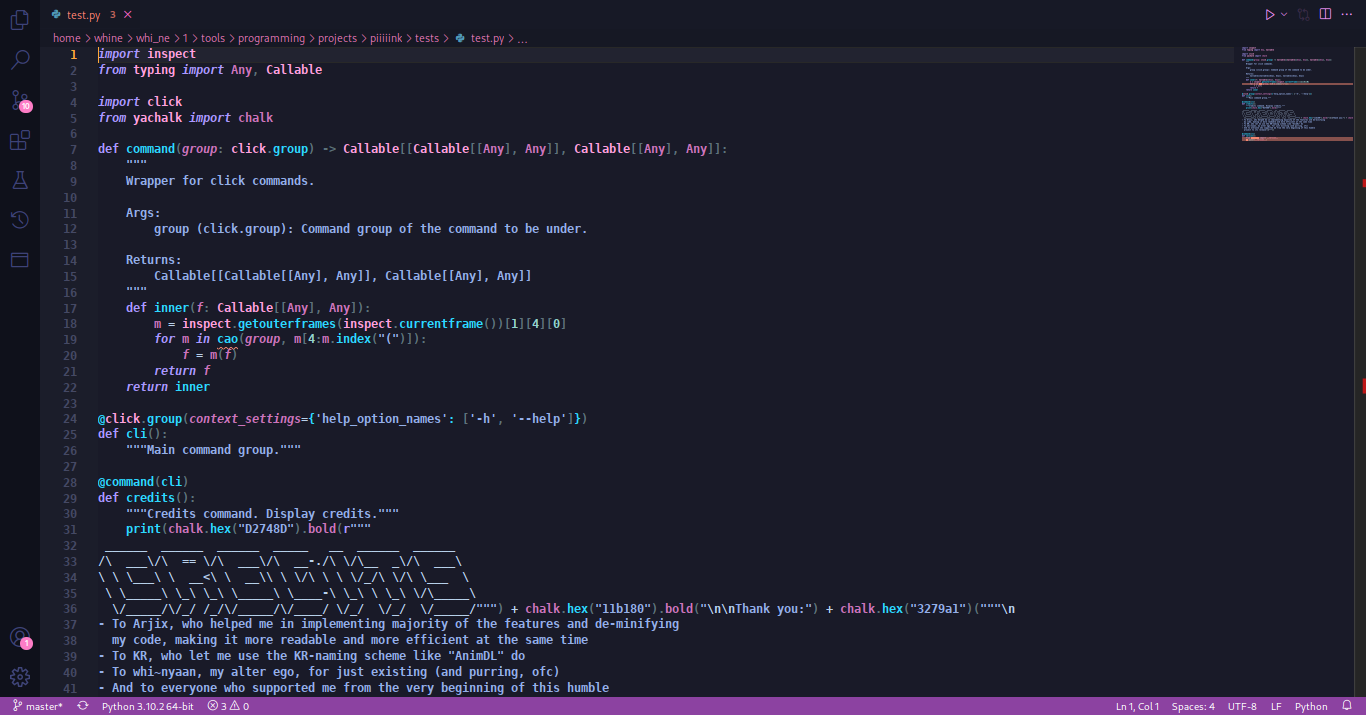 test.py 3
home > whine > whi_ne > 1 > tools > programming > projects > piiiiink > tests > test.py > ...
1 import inspect
2 from typing import Any, Callable
3
4 import click
5 from yachalk import chalk
6
7 def command(group: click.group) -> Callable[[Callable[[Any], Any]], Callable[[Any], Any]]:
8     """
9     Wrapper for click commands.
10
11     Args:
12         group (click.group): Command group of the command to be under.
13
14     Returns:
15         Callable[[Callable[[Any], Any]], Callable[[Any], Any]]
16     """
17     def inner(f: Callable[[Any], Any]):
18         m = inspect.getouterframes(inspect.currentframe())[1][4][0]
19         for m in cao(group, m[4:m.index("(")]):
20             f = m(f)
21         return f
22     return inner
23
24 @click.group(context_settings={'help_option_names': ['-h', '--help']})
25 def cli():
26     """Main command group."""
27
28 @command(cli)
29 def credits():
30     """Credits command. Display credits."""
31     print(chalk.hex("D2748D").bold(r"""
32  ______  ______  ______  _____   __  ______  ______
33 /\  ___\/\  == \/\  ___\/\  __-./\ \/\__  _\/\  ___\
34 \ \ \___\ \  __<\ \  __\\ \ \/\ \ \ \/_/\ \/\ \___  \
35  \ \_____\ \_\ \_\ \_____\ \____-\ \_\ \ \_\ \/\_____\
36   \/_____/\/_/ /_/\/_____/\/____/ \/_/  \/_/  \/_____/""") + chalk.hex("11b180").bold("\n\nThank you:") + chalk.hex("3279a1")("""\n
37 - To Arjix, who helped me in implementing majority of the features and de-minifying
38   my code, making it more readable and more efficient at the same time
39 - To KR, who let me use the KR-naming scheme like "AnimDL" do
40 - To whi~nyaan, my alter ego, for just existing (and purring, ofc)
41 - And to everyone who supported me from the very beginning of this humble
10
1
master* Python 3.10.2 64-bit 3 0 Ln 1, Col 1 Spaces: 4 UTF-8 LF Python